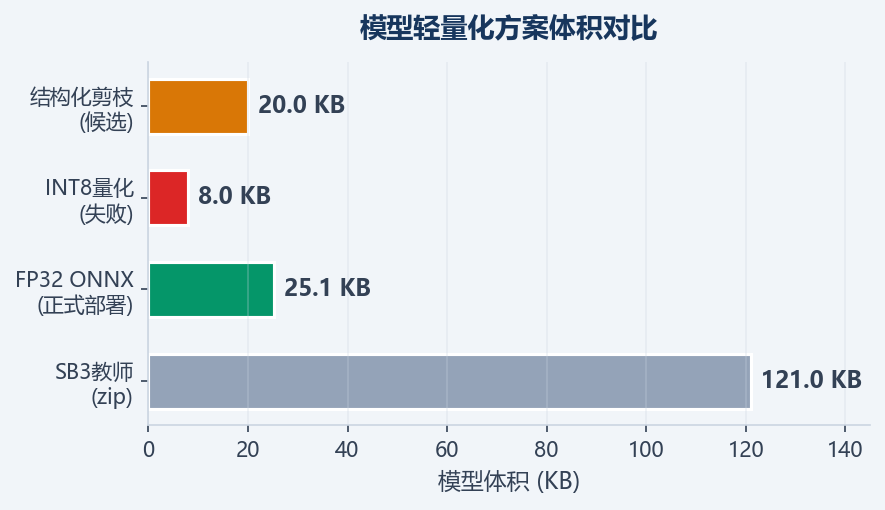 模型轻量化方案体积对比
结构化剪枝
(候选)
20.0 KB
INT8量化
(失败)
8.0 KB
FP32 ONNX
(正式部署)
25.1 KB
SB3教师
(zip)
121.0 KB
0 20 40 60 80 100 120 140
模型体积 (KB)